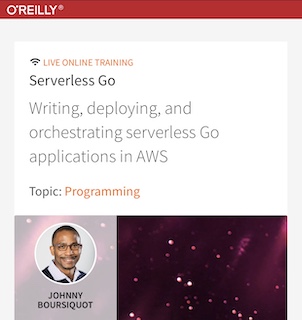 O'REILLY®
LIVE ONLINE TRAINING
Serverless Go
Writing, deploying, and
orchestrating serverless Go
applications in AWS
Topic: Programming
JOHNNY
BOURSIQUOT